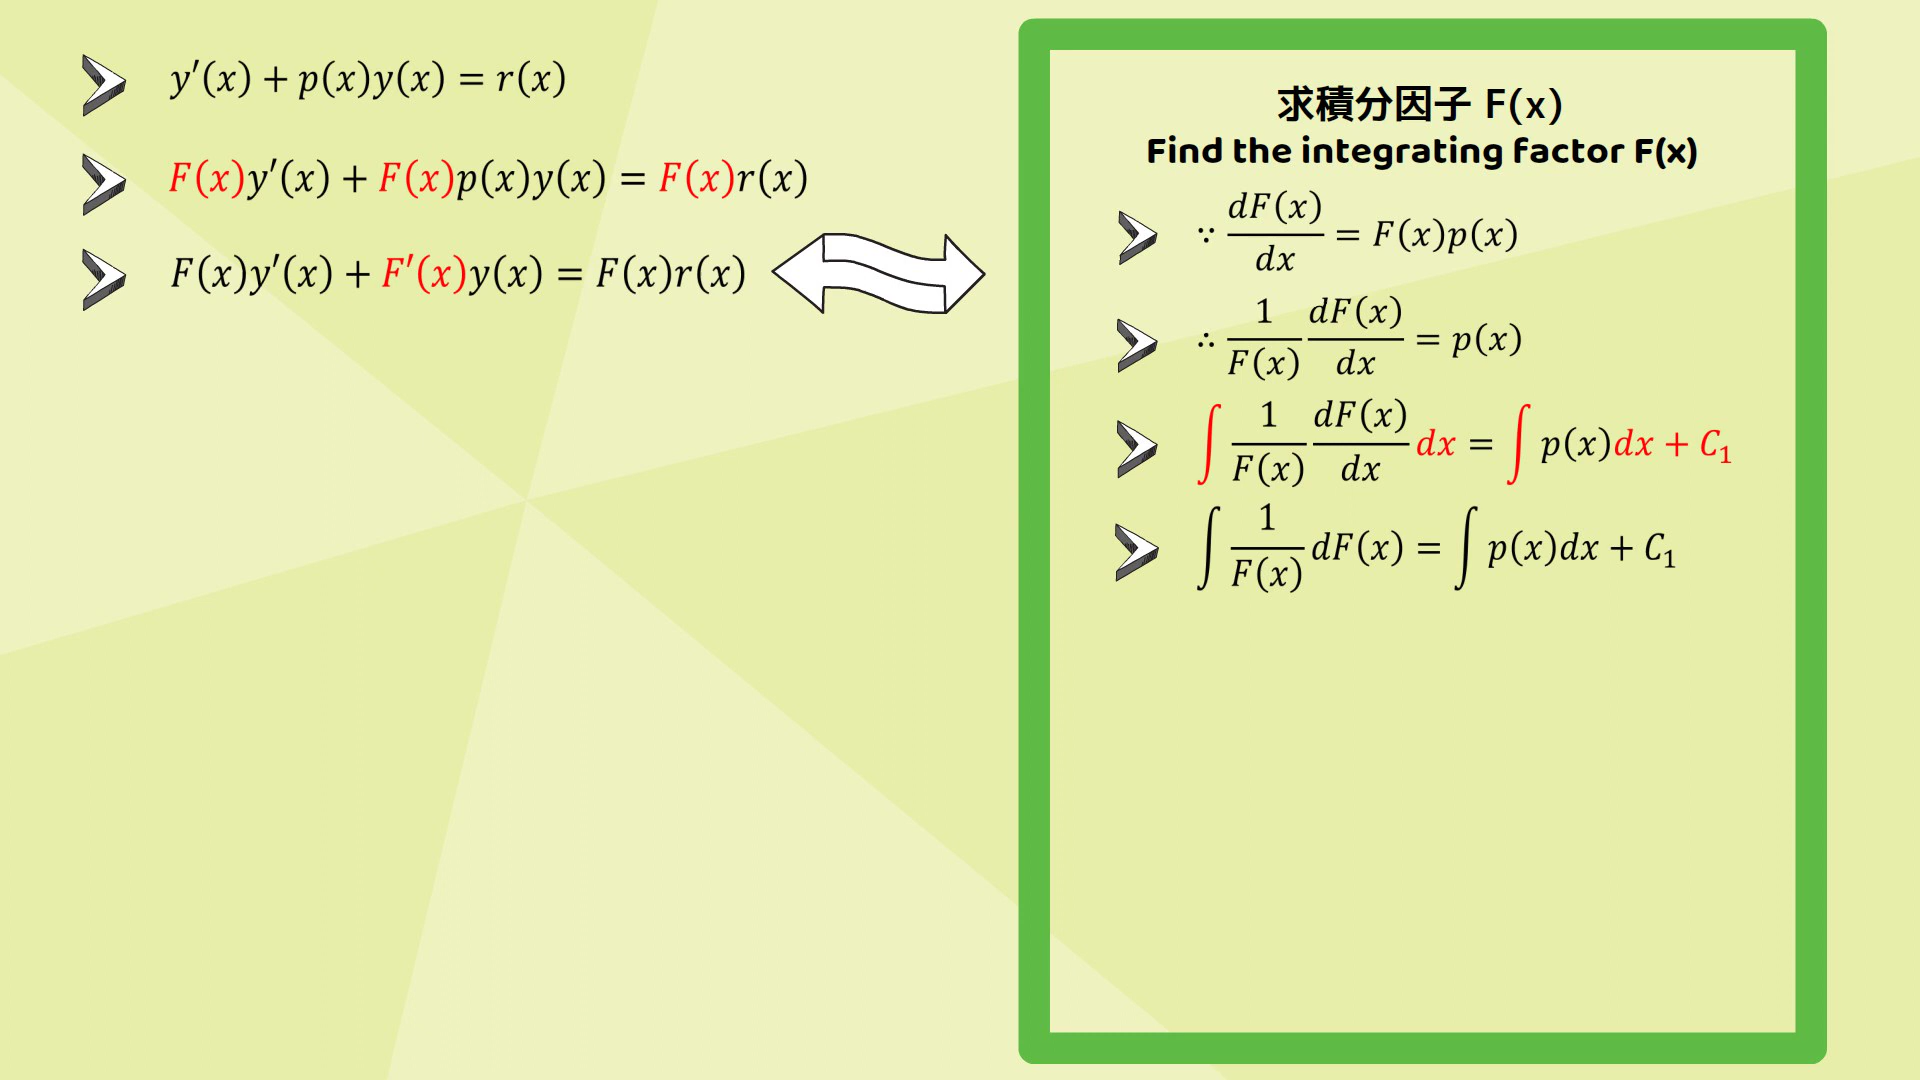 y′(x) + p(x)y(x) = r(x)
F(x)y′(x) + F(x)p(x)y(x) = F(x)r(x)
F(x)y′(x) + F′(x)y(x) = F(x)r(x)
求積分因子 F(x)
Find the integrating factor F(x)
∵ dF(x)/dx = F(x)p(x)
∴ 1/F(x) dF(x)/dx = p(x)
∫ 1/F(x) dF(x)/dx dx = ∫ p(x)dx + C₁
∫ 1/F(x) dF(x) = ∫ p(x)dx + C₁